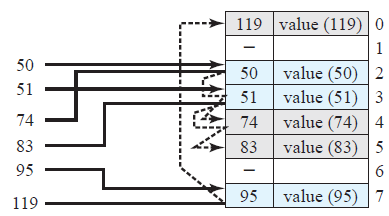 119 value (119) 0
– 1
50 50 value (50) 2
51 51 value (51) 3
74 74 value (74) 4
83 83 value (83) 5
95 – 6
119 95 value (95) 7